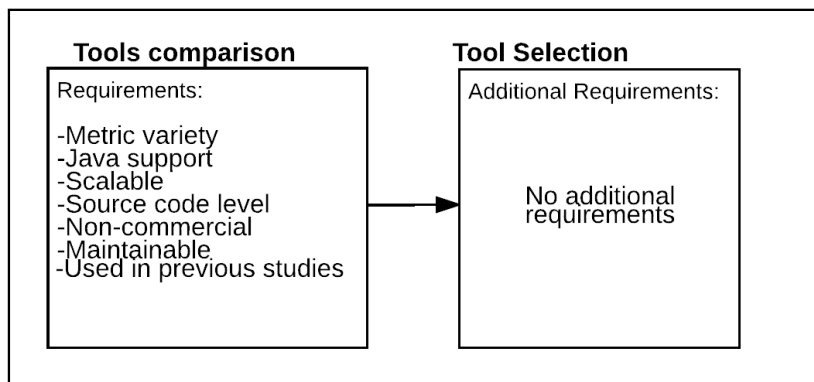 Tools comparison
Requirements:
-Metric variety
-Java support
-Scalable
-Source code level
-Non-commercial
-Maintainable
-Used in previous studies
Tool Selection
Additional Requirements:
No additional
requirements